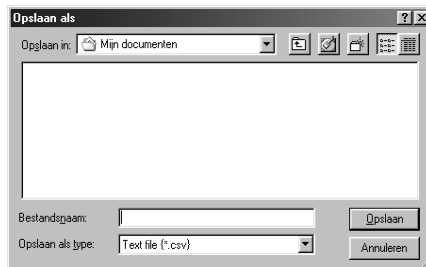 Opslaan als
Opslaan in: Mijn documenten
Bestandsnaam:
Opslaan
Opslaan als type: Text file {*.csv}
Annuleren